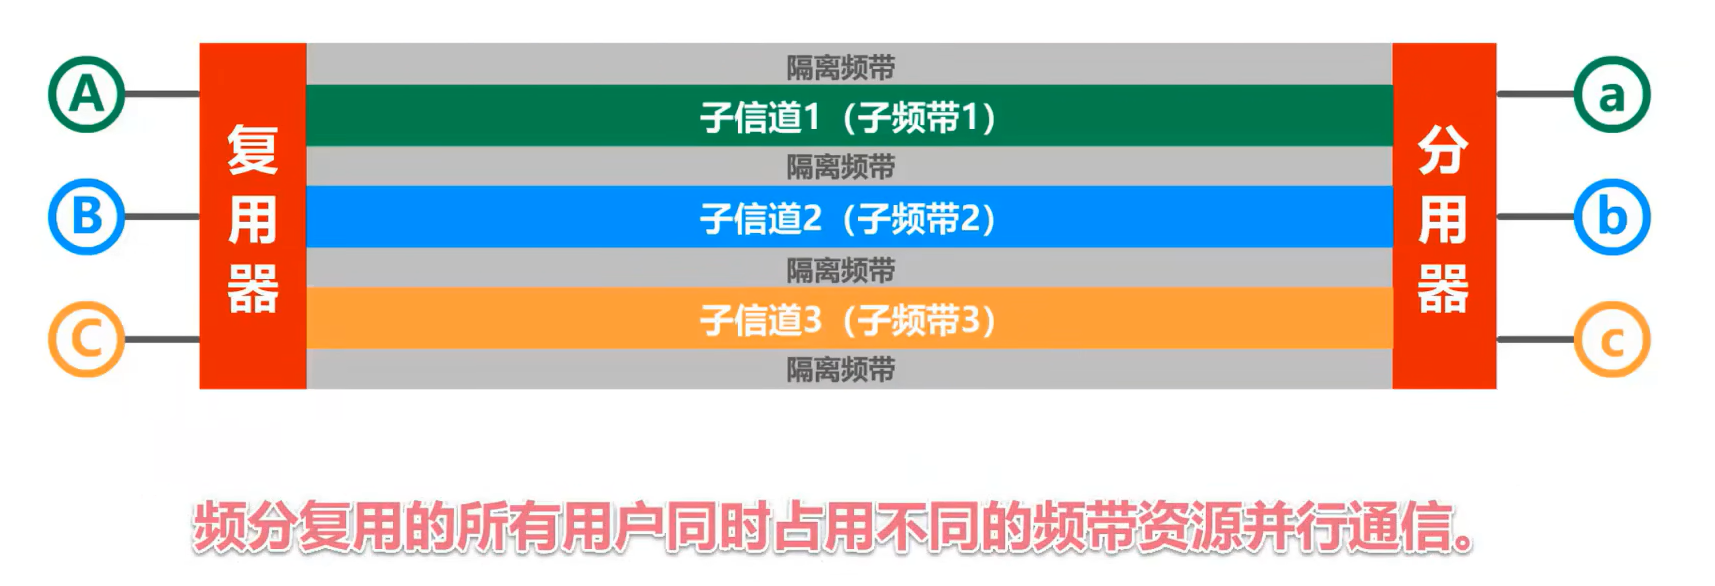 隔离频带
A
a
子信道1（子频带1）
复用器
分用器
隔离频带
B
子信道2（子频带2）
b
隔离频带
C
子信道3（子频带3）
c
隔离频带
频分复用的所有用户同时占用不同的频带资源并行通信。